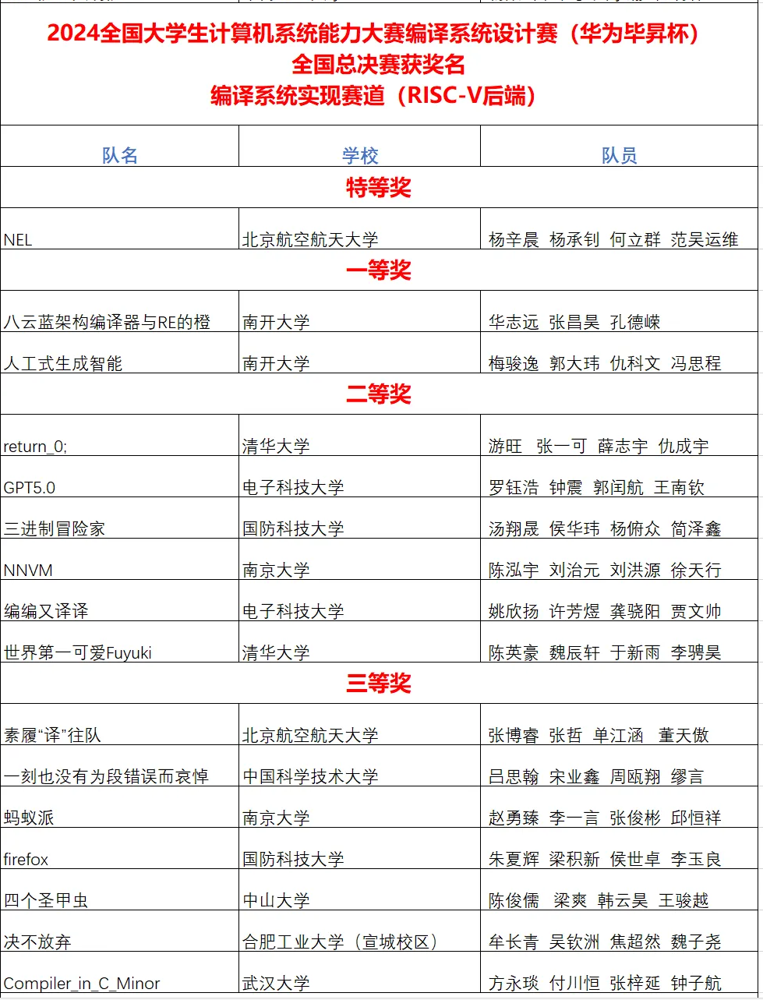 2024全国大学生计算机系统能力大赛编译系统设计赛（华为毕昇杯）
全国总决赛获奖名
编译系统实现赛道（RISC-V后端）
队名 学校 队员
特等奖
NEL 北京航空航天大学 杨辛晨 杨承钊 何立群 范吴运维
一等奖
八云蓝架构编译器与RE的橙 南开大学 华志远 张昌昊 孔德嵘
人工式生成智能 南开大学 梅骏逸 郭大玮 仇科文 冯思程
二等奖
return_0; 清华大学 游旺 张一可 薛志宇 仇成宇
GPT5.0 电子科技大学 罗钰浩 钟震 郭闰航 王南钦
三进制冒险家 国防科技大学 汤翔晟 侯华玮 杨俯众 简泽鑫
NNVM 南京大学 陈泓宇 刘治元 刘洪源 徐天行
编编又译译 电子科技大学 姚欣扬 许芳煜 龚骁阳 贾文帅
世界第一可爱Fuyuki 清华大学 陈英豪 魏辰轩 于新雨 李骋昊
三等奖
素履“译”往队 北京航空航天大学 张博睿 张哲 单江涵 董天傲
一刻也没有为段错误而哀悼 中国科学技术大学 吕思翰 宋业鑫 周瓯翔 缪言
蚂蚁派 南京大学 赵勇臻 李一言 张俊彬 邱恒祥
firefox 国防科技大学 朱夏辉 梁积新 侯世卓 李玉良
四个圣甲虫 中山大学 陈俊儒 梁爽 韩云昊 王骏越
决不放弃 合肥工业大学（宣城校区） 牟长青 吴钦洲 焦超然 魏子尧
Compiler_in_C_Minor 武汉大学 方永琰 付川恒 张梓延 钟子航